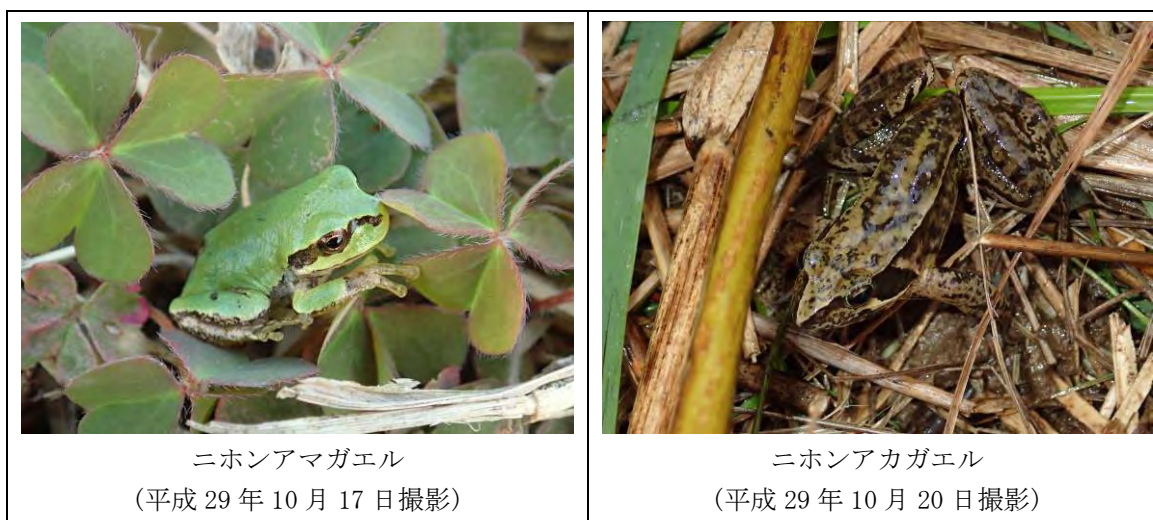 ニホンアマガエル
(平成 29 年 10 月 17 日撮影)
ニホンアカガエル
(平成 29 年 10 月 20 日撮影)